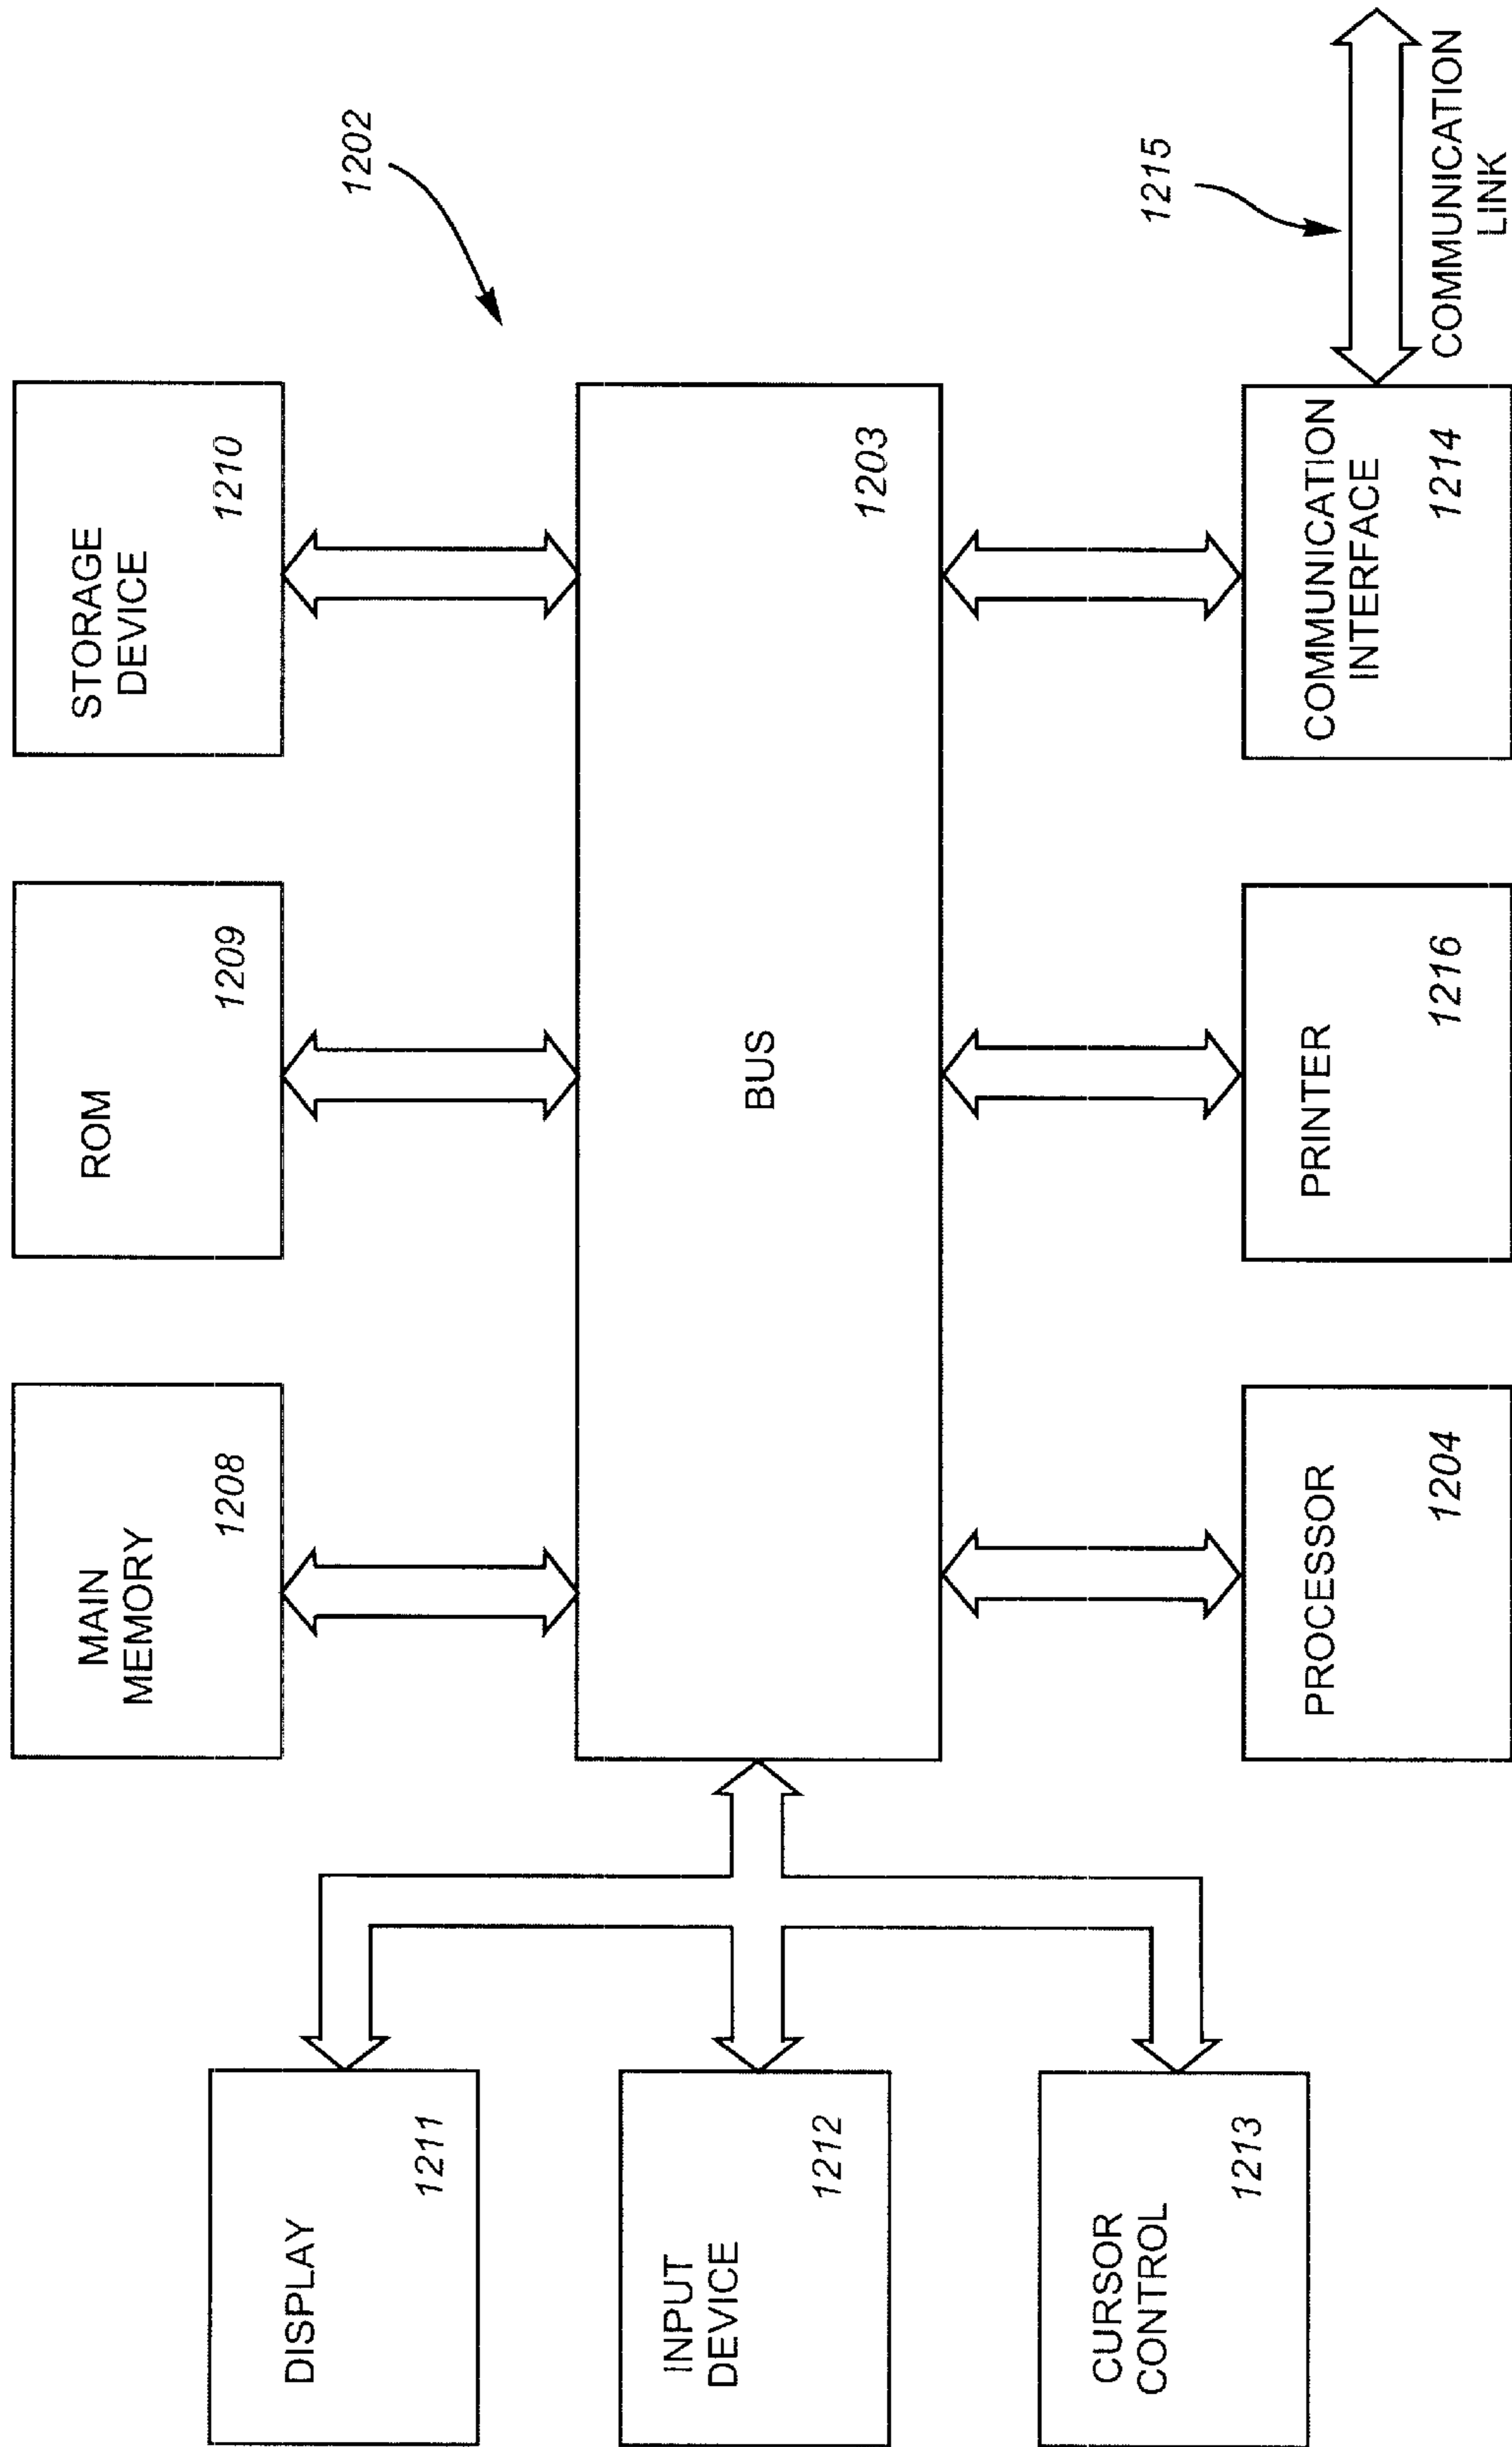 1202
MAIN
MEMORY
1208
ROM
1209
STORAGE
DEVICE
1210
DISPLAY
1211
INPUT
DEVICE
1212
CURSOR
CONTROL
1213
BUS
1203
PROCESSOR
1204
PRINTER
1216
COMMUNICATION
INTERFACE
1214
1215
COMMUNICATION
LINK